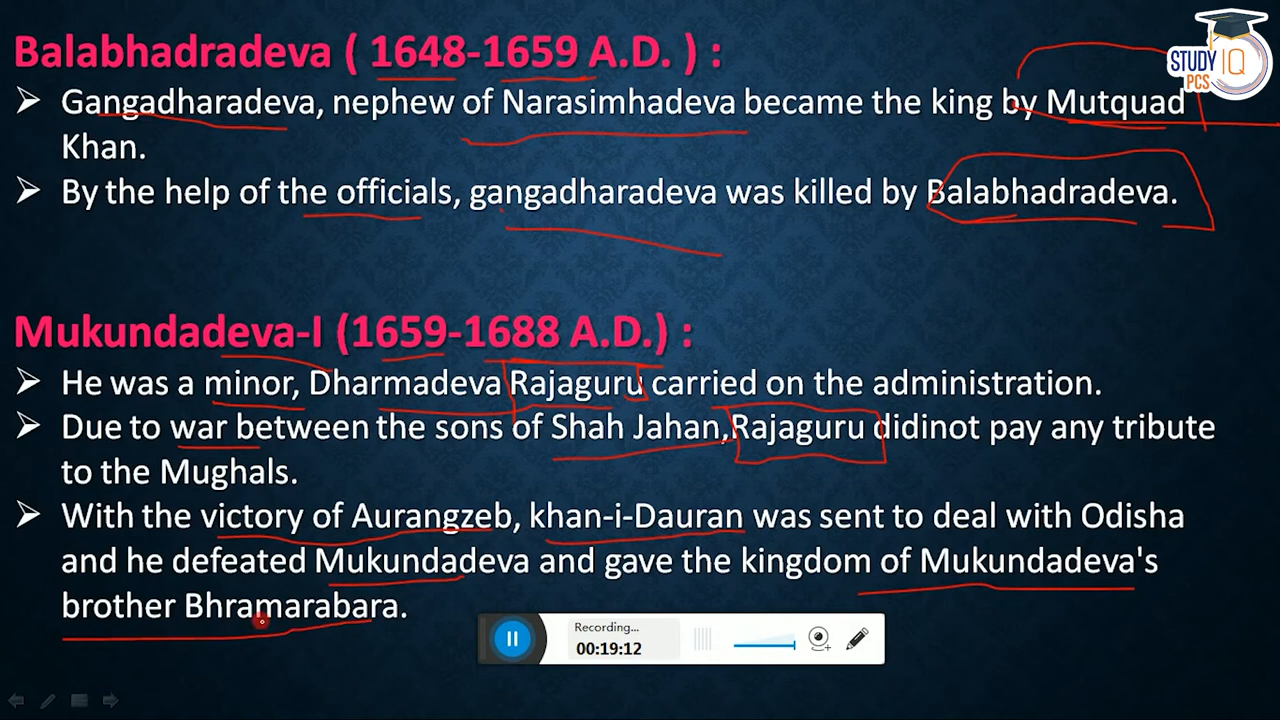 Balabhadradeva ( 1648-1659 A.D. ) :
STUDY IQ
PCS
➤ Gangadharadeva, nephew of Narasimhadeva became the king by Mutquad
Khan.
➤ By the help of the officials, gangadharadeva was killed by Balabhadradeva.
Mukundadeva-I (1659-1688 A.D.) :
➤ He was a minor, Dharmadeva Rajaguru carried on the administration.
➤ Due to war between the sons of Shah Jahan,Rajaguru didinot pay any tribute
to the Mughals.
➤ With the victory of Aurangzeb, khan-i-Dauran was sent to deal with Odisha
and he defeated Mukundadeva and gave the kingdom of Mukundadeva's
brother Bhramarabara.
Recording...
00:19:12